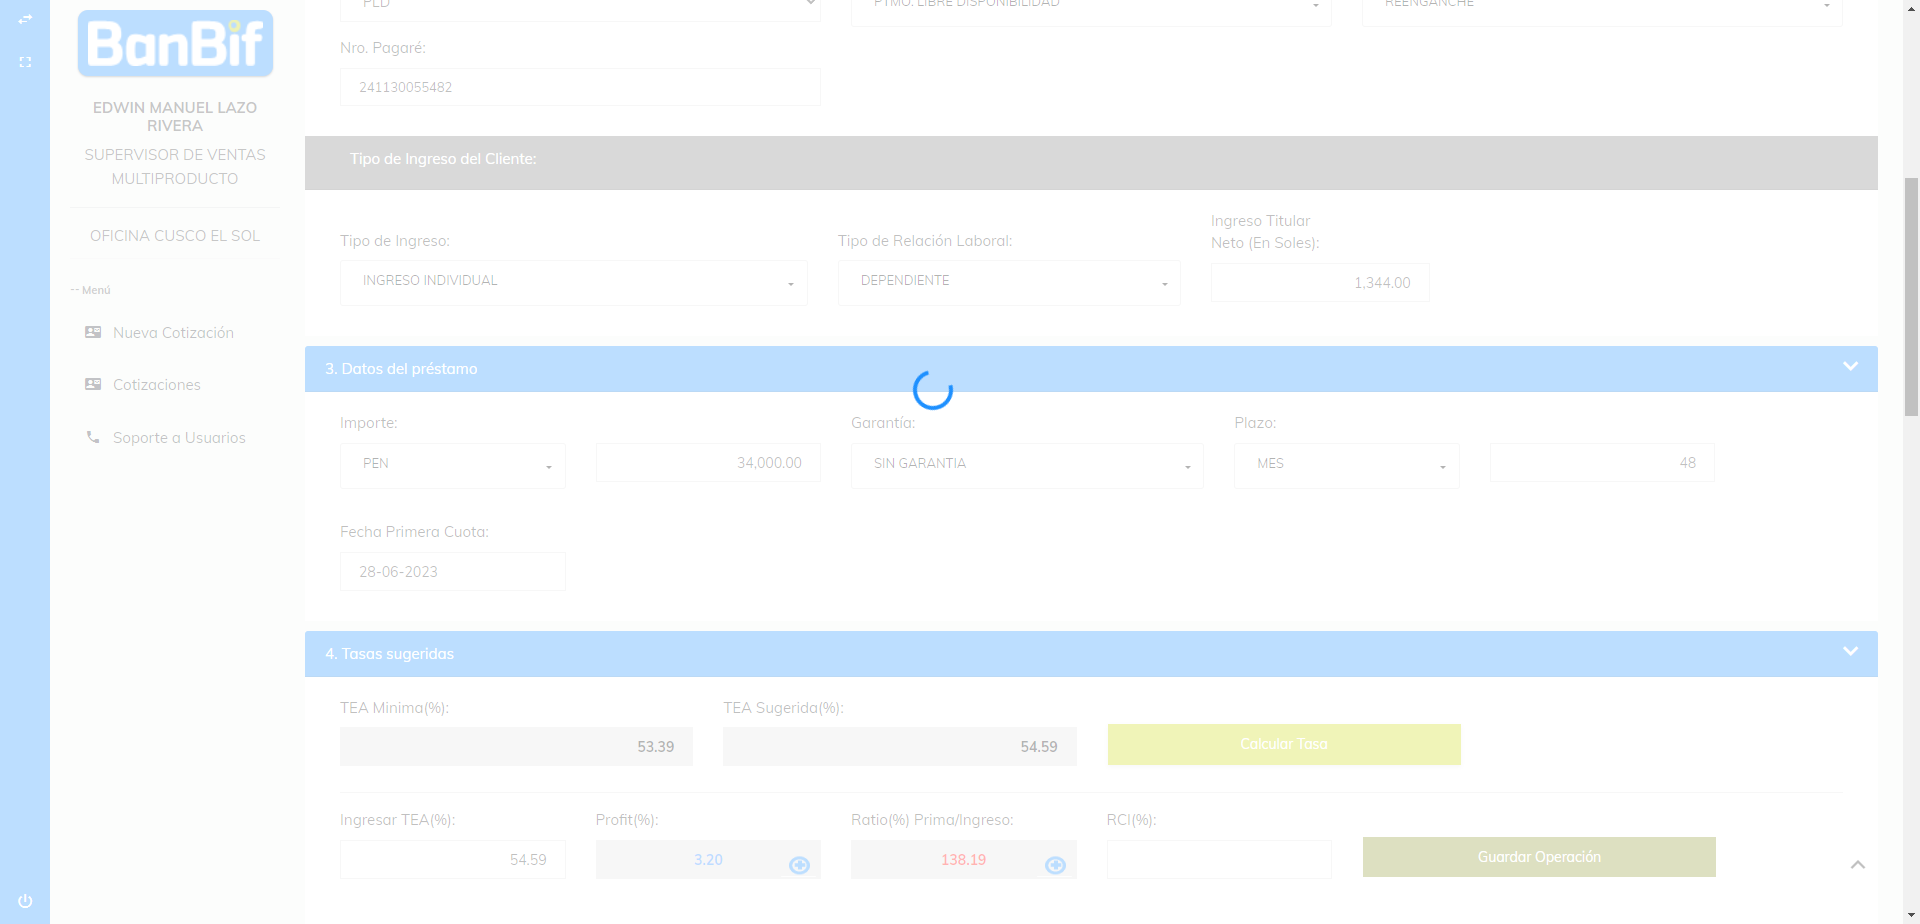 BanBif
EDWIN MANUEL LAZO
RIVERA
SUPERVISOR DE VENTAS
MULTIPRODUCTO
OFICINA CUSCO EL SOL
-- Menú
Nueva Cotización
Cotizaciones
Soporte a Usuarios
PLD
PTMO. LIBRE DISPONIBILIDAD
REENGANCHE
Nro. Pagaré:
241130055482
Tipo de Ingreso del Cliente:
Tipo de Ingreso:
INGRESO INDIVIDUAL
Tipo de Relación Laboral:
DEPENDIENTE
Ingreso Titular
Neto (En Soles):
1,344.00
3. Datos del préstamo
Importe:
PEN
34,000.00
Garantía:
SIN GARANTIA
Plazo:
MES
48
Fecha Primera Cuota:
28-06-2023
4. Tasas sugeridas
TEA Minima(%):
53.39
TEA Sugerida(%):
54.59
Calcular Tasa
Ingresar TEA(%):
54.59
Profit(%):
3.20
Ratio(%) Prima/Ingreso:
138.19
RCI(%):
Guardar Operación